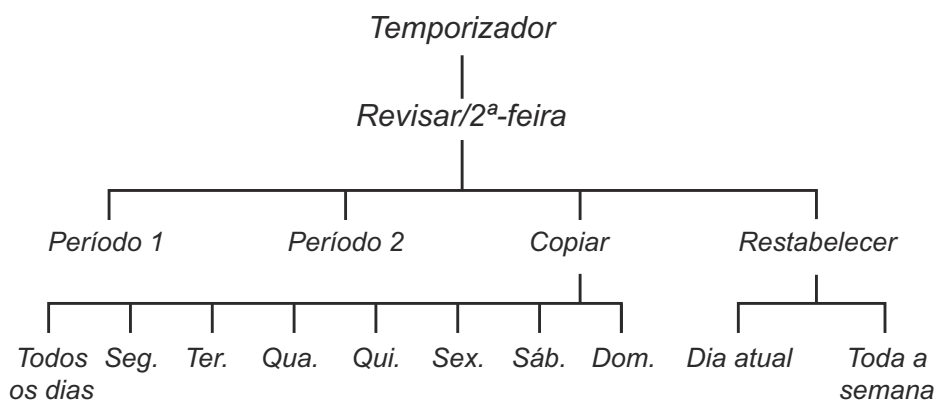 Temporizador
Revisar/2ª-feira
Período 1 Período 2 Copiar Restabelecer
Todos Seg. Ter. Qua. Qui. Sex. Sáb. Dom. Dia atual Toda a
os dias semana